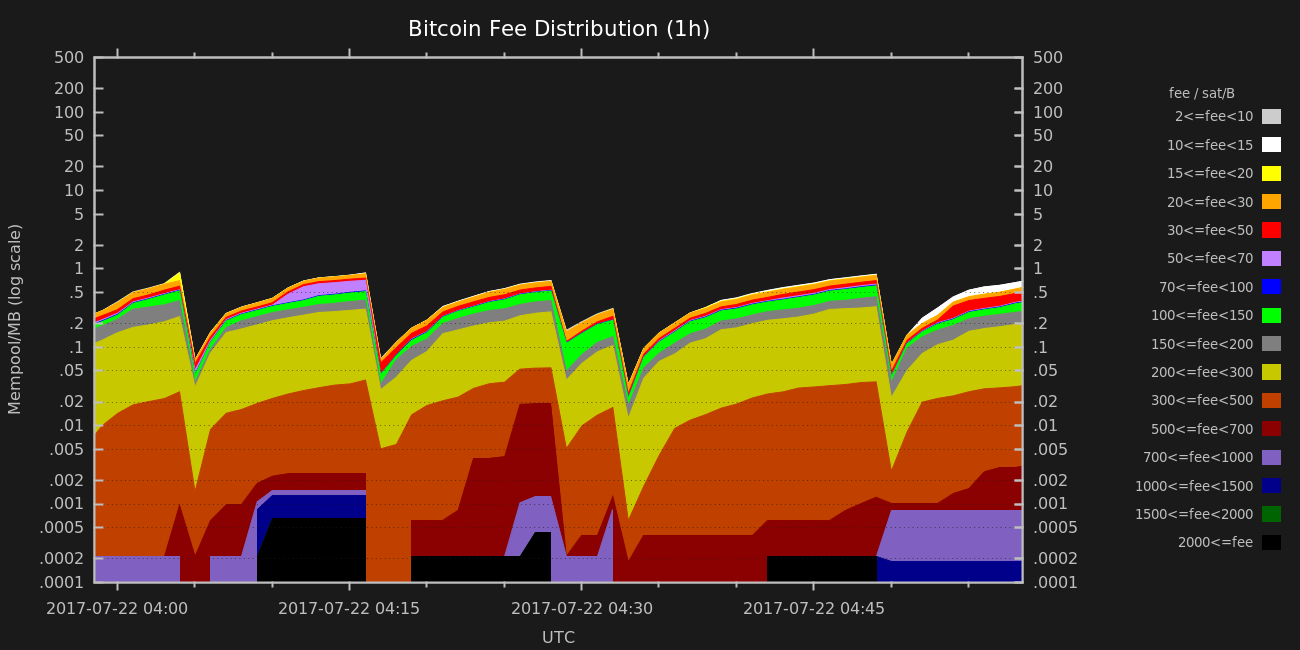 Bitcoin Fee Distribution (1h)
500
200
100
50
20
10
5
2
1
.5
.2
.1
.05
.02
.01
.005
.002
.001
.0005
.0002
.0001
Mempool/MB (log scale)
500
200
100
50
20
10
5
2
1
.5
.2
.1
.05
.02
.01
.005
.002
.001
.0005
.0002
.0001
2017-07-22 04:00
2017-07-22 04:15
2017-07-22 04:30
2017-07-22 04:45
UTC
fee / sat/B
2<=fee<10
10<=fee<15
15<=fee<20
20<=fee<30
30<=fee<50
50<=fee<70
70<=fee<100
100<=fee<150
150<=fee<200
200<=fee<300
300<=fee<500
500<=fee<700
700<=fee<1000
1000<=fee<1500
1500<=fee<2000
2000<=fee